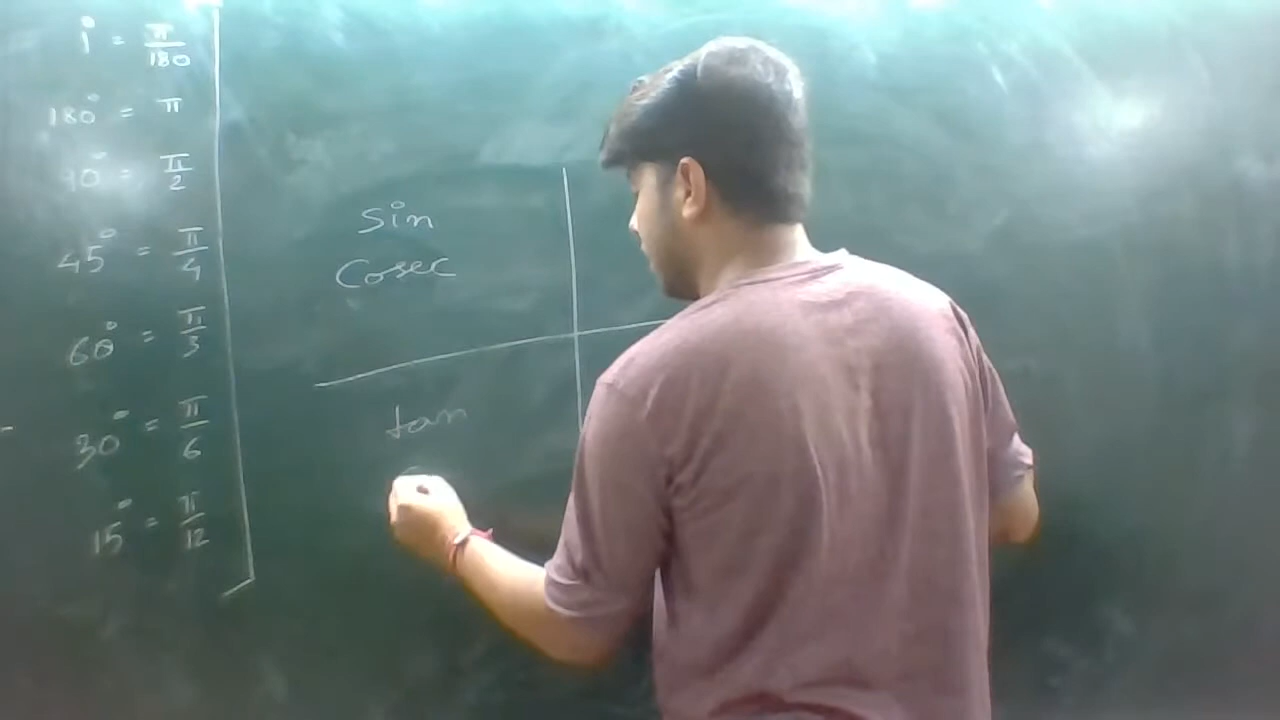 1° = π/180
180° = π
90° = π/2
45° = π/4
60° = π/3
30° = π/6
15° = π/12
sin
Cosec
tan